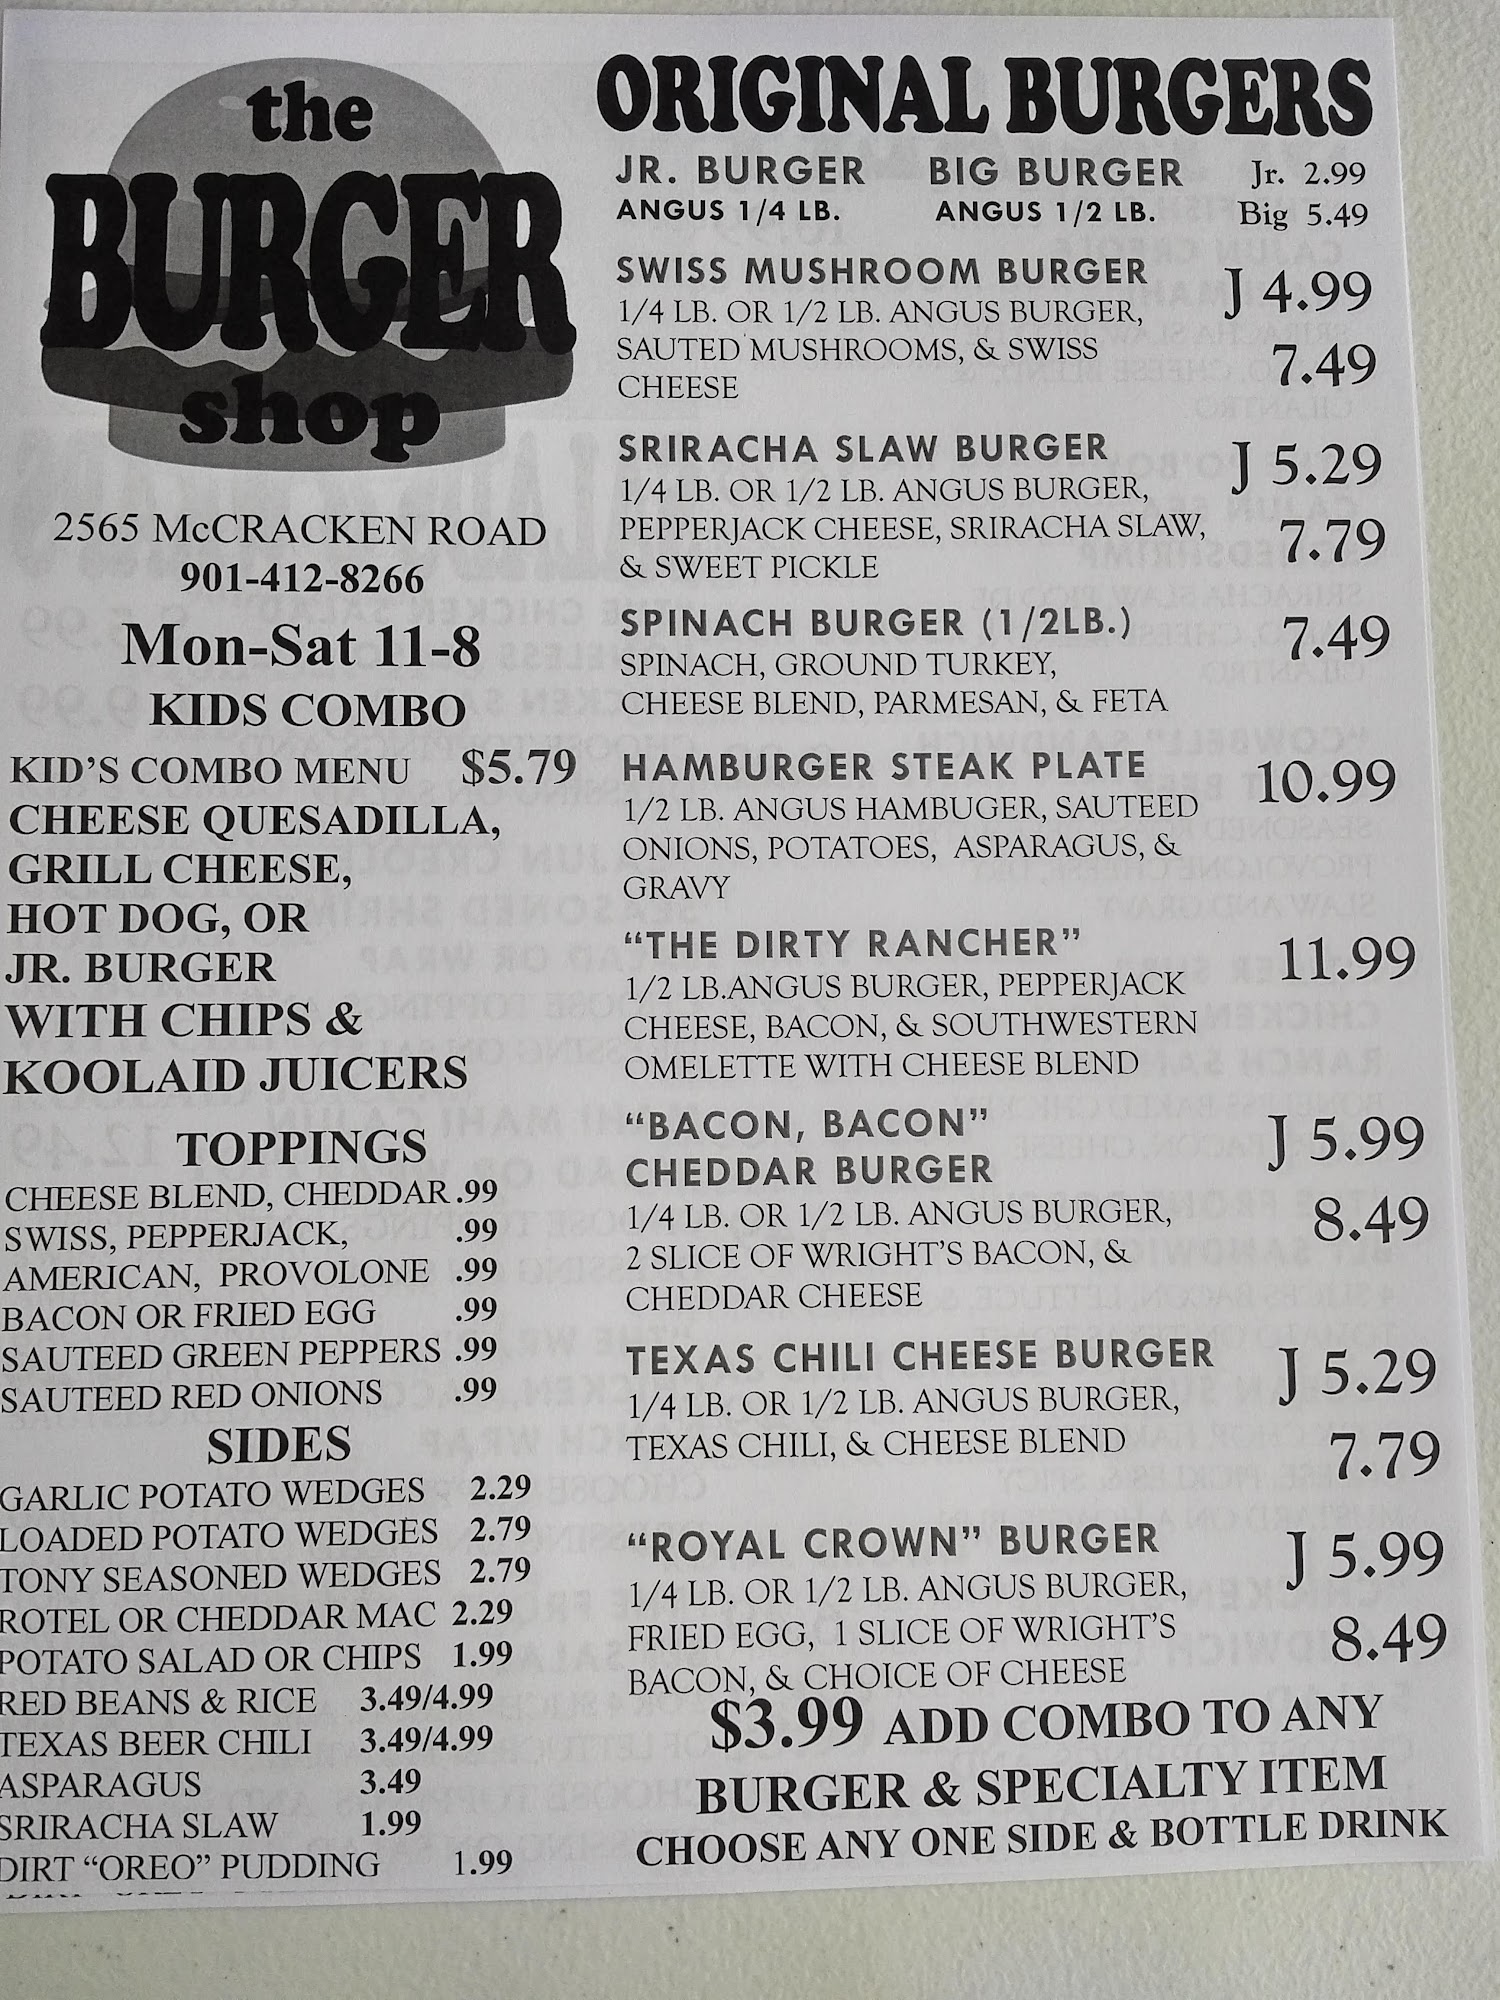 the
BURGER
shop
2565 McCRACKEN ROAD
901-412-8266
Mon-Sat 11-8
KIDS COMBO
KID'S COMBO MENU $5.79
CHEESE QUESADILLA,
GRILL CHEESE,
HOT DOG, OR
JR. BURGER
WITH CHIPS &
KOOLAID JUICERS
TOPPINGS
CHEESE BLEND, CHEDDAR .99
SWISS, PEPPERJACK, .99
AMERICAN, PROVOLONE .99
BACON OR FRIED EGG .99
SAUTEED GREEN PEPPERS .99
SAUTEED RED ONIONS .99
SIDES
GARLIC POTATO WEDGES 2.29
LOADED POTATO WEDGES 2.79
TONY SEASONED WEDGES 2.79
ROTEL OR CHEDDAR MAC 2.29
POTATO SALAD OR CHIPS 1.99
RED BEANS & RICE 3.49/4.99
TEXAS BEER CHILI 3.49/4.99
ASPARAGUS 3.49
SRIRACHA SLAW 1.99
DIRT "OREO" PUDDING 1.99
ORIGINAL BURGERS
JR. BURGER BIG BURGER Jr. 2.99
ANGUS 1/4 LB. ANGUS 1/2 LB. Big 5.49
SWISS MUSHROOM BURGER J 4.99
1/4 LB. OR 1/2 LB. ANGUS BURGER,
SAUTED MUSHROOMS, & SWISS 7.49
CHEESE
SRIRACHA SLAW BURGER J 5.29
1/4 LB. OR 1/2 LB. ANGUS BURGER,
PEPPERJACK CHEESE, SRIRACHA SLAW, 7.79
& SWEET PICKLE
SPINACH BURGER (1/2LB.) 7.49
SPINACH, GROUND TURKEY,
CHEESE BLEND, PARMESAN, & FETA
HAMBURGER STEAK PLATE 10.99
1/2 LB. ANGUS HAMBUGER, SAUTEED
ONIONS, POTATOES, ASPARAGUS, &
GRAVY
"THE DIRTY RANCHER" 11.99
1/2 LB.ANGUS BURGER, PEPPERJACK
CHEESE, BACON, & SOUTHWESTERN
OMELETTE WITH CHEESE BLEND
"BACON, BACON" J 5.99
CHEDDAR BURGER
1/4 LB. OR 1/2 LB. ANGUS BURGER, 8.49
2 SLICE OF WRIGHT'S BACON, &
CHEDDAR CHEESE
TEXAS CHILI CHEESE BURGER J 5.29
1/4 LB. OR 1/2 LB. ANGUS BURGER,
TEXAS CHILI, & CHEESE BLEND 7.79
"ROYAL CROWN" BURGER J 5.99
1/4 LB. OR 1/2 LB. ANGUS BURGER,
FRIED EGG, 1 SLICE OF WRIGHT'S 8.49
BACON, & CHOICE OF CHEESE
$3.99 ADD COMBO TO ANY
BURGER & SPECIALTY ITEM
CHOOSE ANY ONE SIDE & BOTTLE DRINK